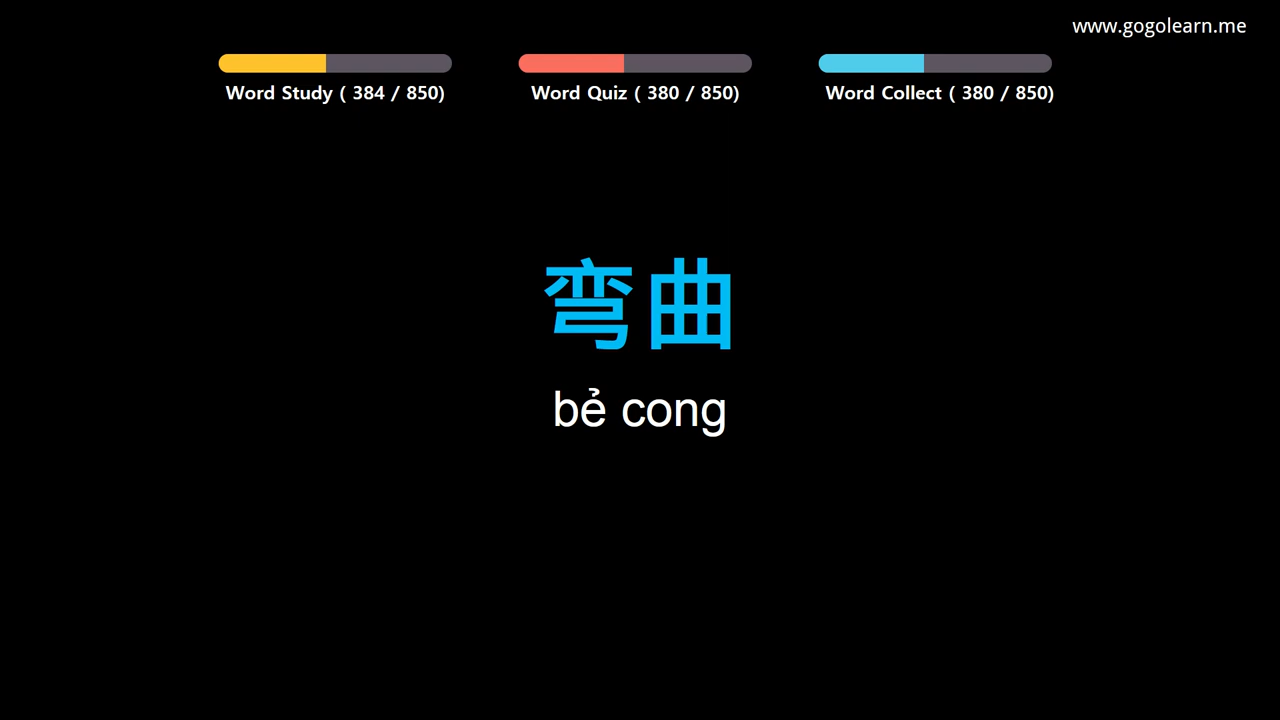 www.gogolearn.me
Word Study ( 384 / 850)
Word Quiz ( 380 / 850)
Word Collect ( 380 / 850)
弯曲
bẻ cong